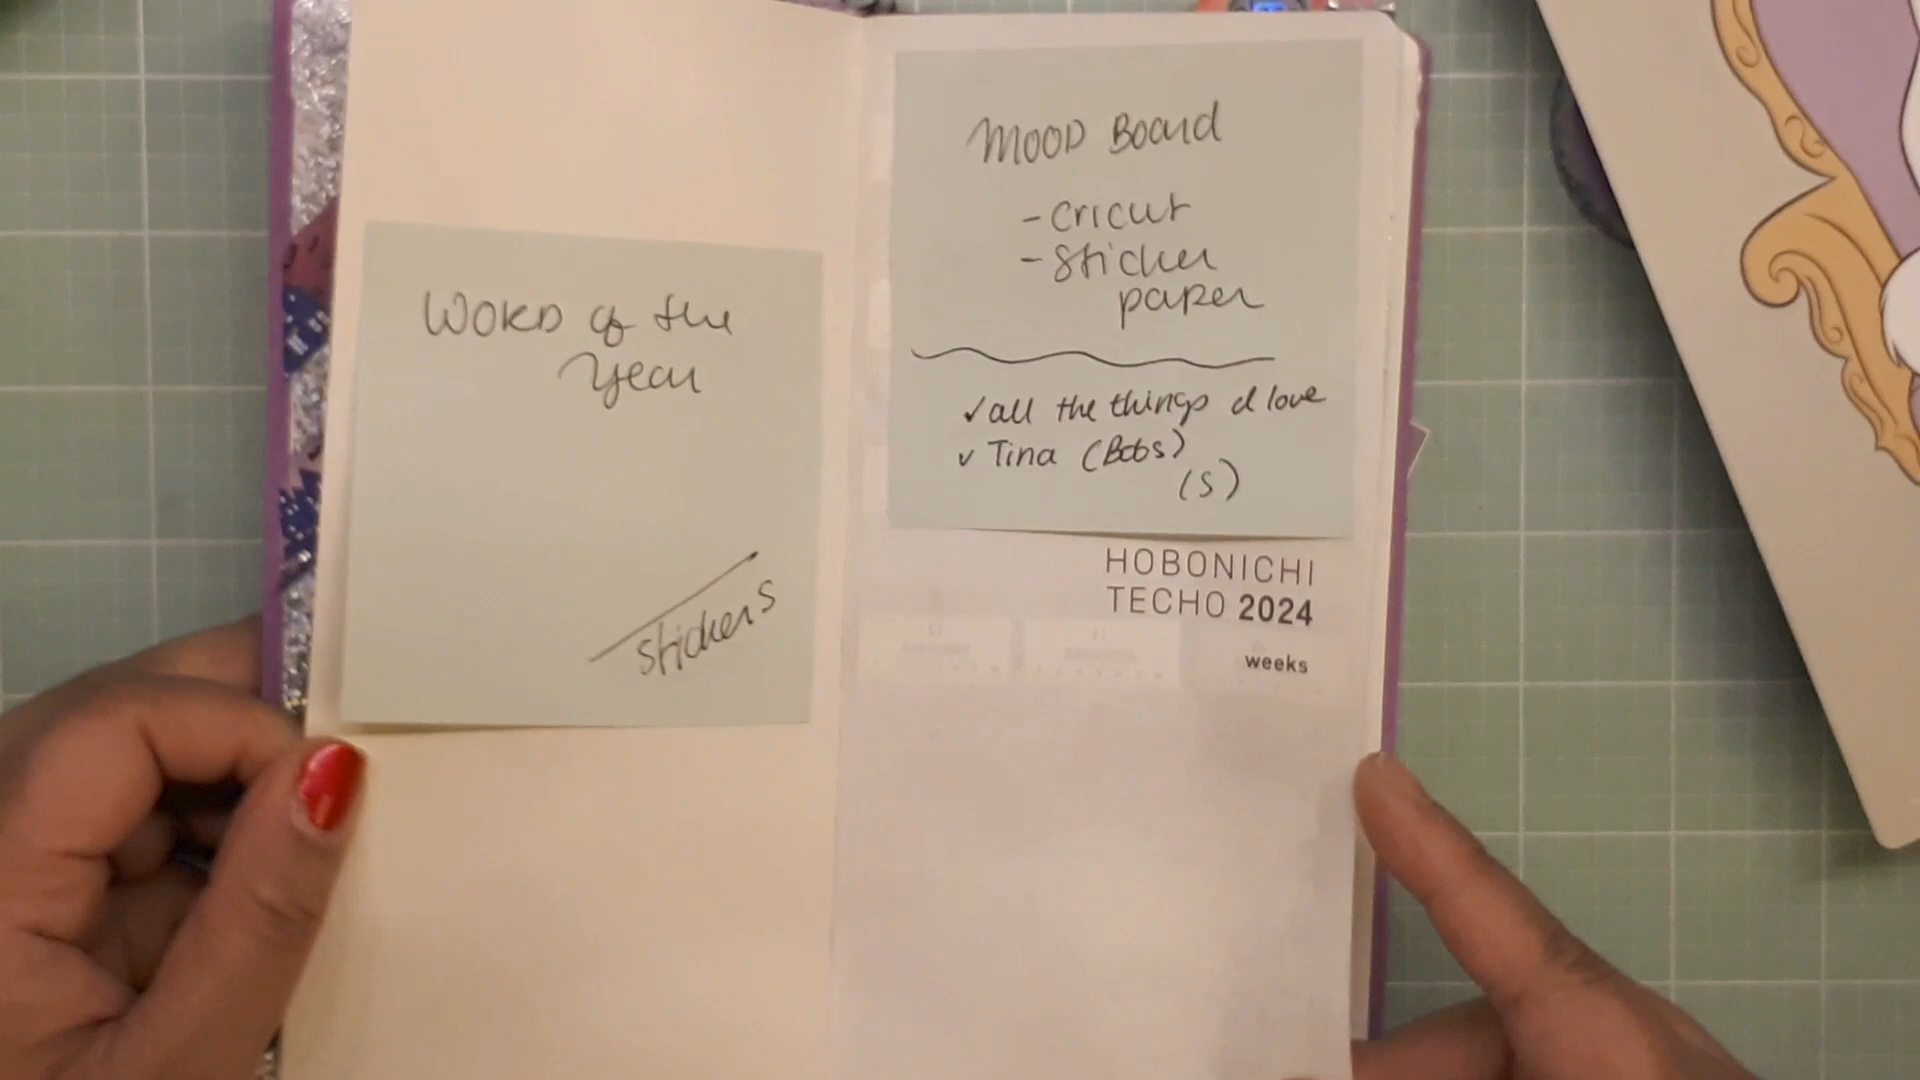 Word of the
Year
stickers
Mood Board
- Cricut
- Sticker
paper
✓ all the things I love
✓ Tina (Bobs)
(S)
HOBONICHI
TECHO 2024
weeks